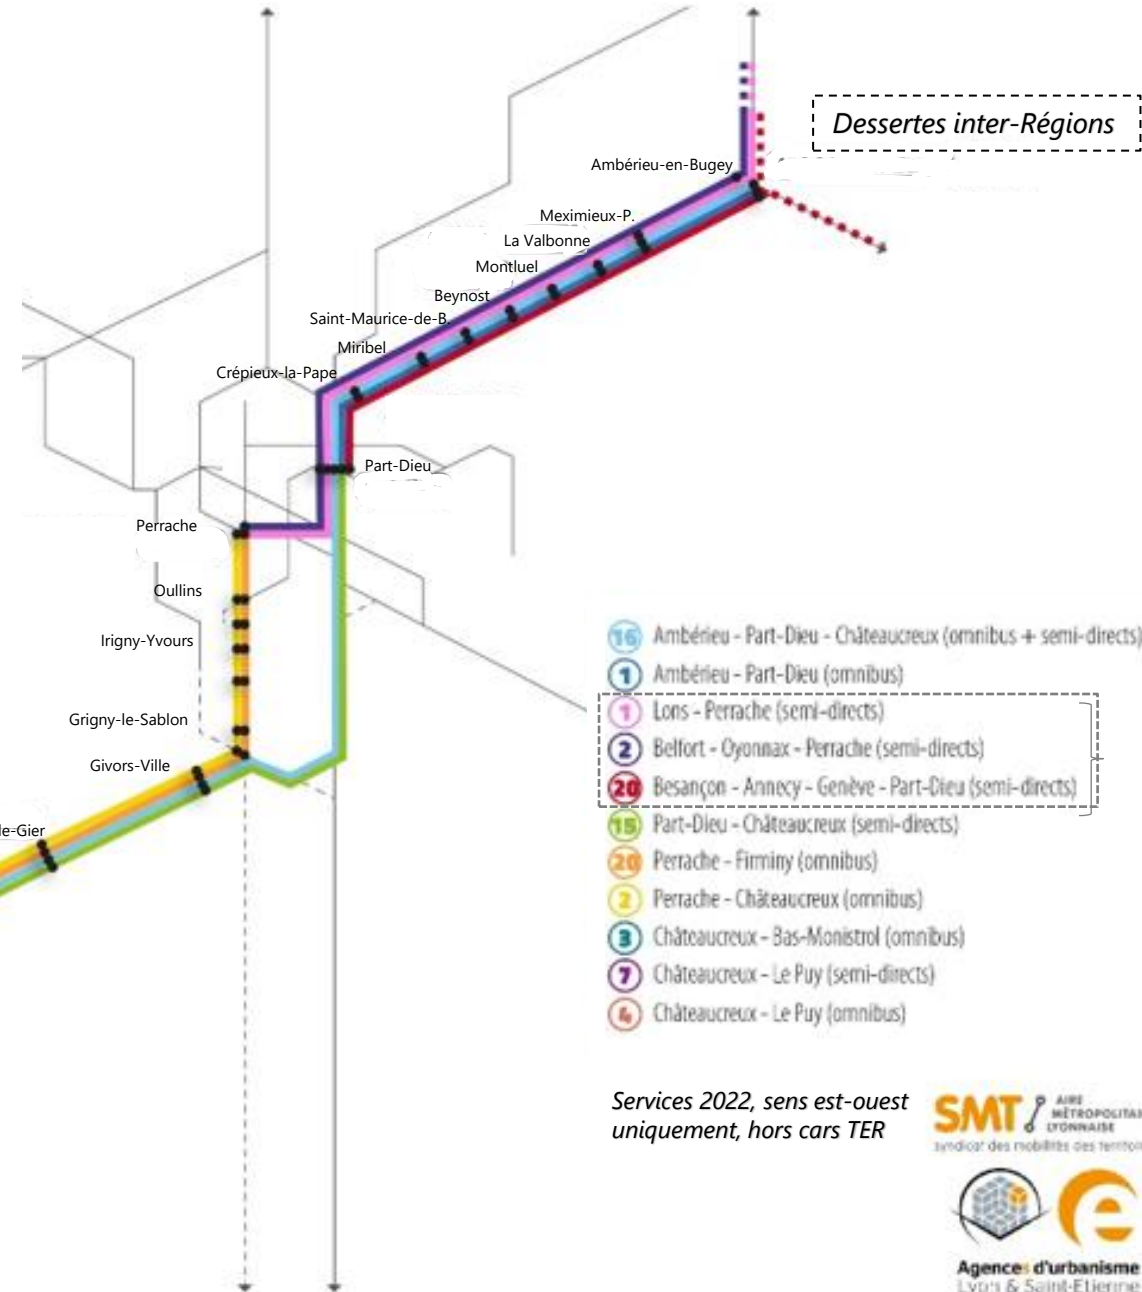 Dessertes inter-Régions
Ambérieu-en-Bugey
Meximieux-P.
La Valbonne
Montluel
Beynost
Saint-Maurice-de-B.
Miribel
Crépieux-la-Pape
Part-Dieu
Perrache
Oullins
Irigny-Yvours
Grigny-le-Sablon
Givors-Ville
le-Gier
16 Ambérieu - Part-Dieu - Châteaucreux (omnibus + semi-directs)
1 Ambérieu - Part-Dieu (omnibus)
1 Lons - Perrache (semi-directs)
2 Belfort - Oyonnax - Perrache (semi-directs)
20 Besançon - Annecy - Genève - Part-Dieu (semi-directs)
15 Part-Dieu - Châteaucreux (semi-directs)
20 Perrache - Firminy (omnibus)
2 Perrache - Châteaucreux (omnibus)
3 Châteaucreux - Bas-Monistrol (omnibus)
7 Châteaucreux - Le Puy (semi-directs)
4 Châteaucreux - Le Puy (omnibus)
Services 2022, sens est-ouest
uniquement, hors cars TER
SMT AIRE
MÉTROPOLITAI
LYONNAISE
syndicat des mobilités des territoi
Agences d'urbanisme
Lyon & Saint-Etienne